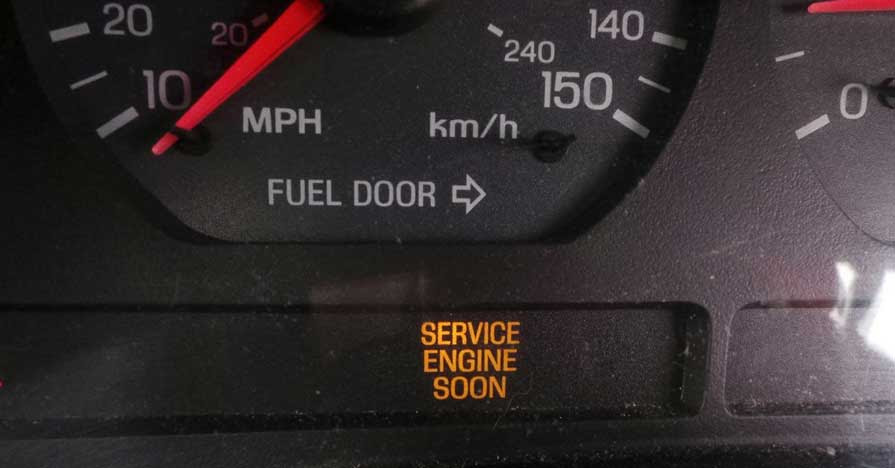 20 20 140
240
10 150
MPH km/h
0
FUEL DOOR
SERVICE
ENGINE
SOON